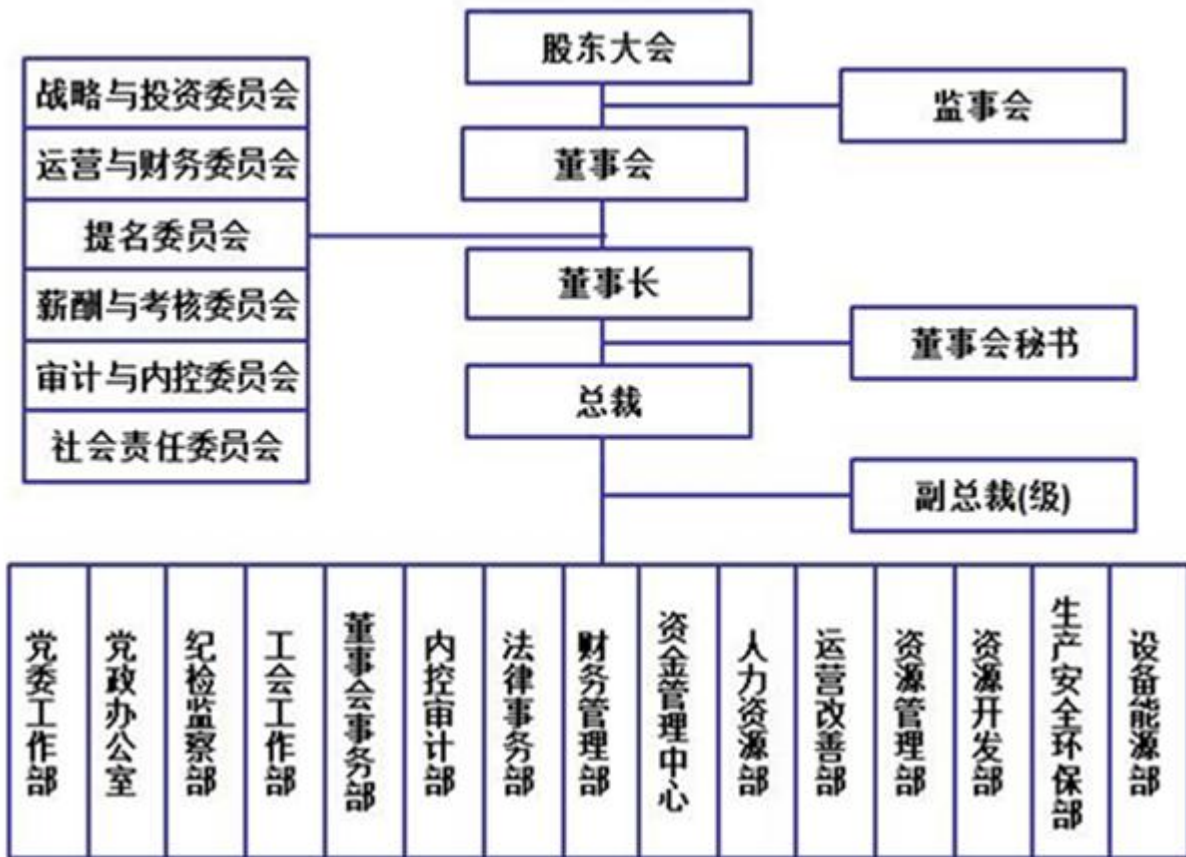 股东大会
监事会
战略与投资委员会
运营与财务委员会
提名委员会
薪酬与考核委员会
审计与内控委员会
社会责任委员会
董事会
董事长
董事会秘书
总裁
副总裁(级)
党委工作部
党政办公室
纪检监察部
工会工作部
董事会事务部
内控审计部
法律事务部
财务管理部
资金管理中心
人力资源部
运营改善部
资源管理部
资源开发部
生产安全环保部
设备能源部